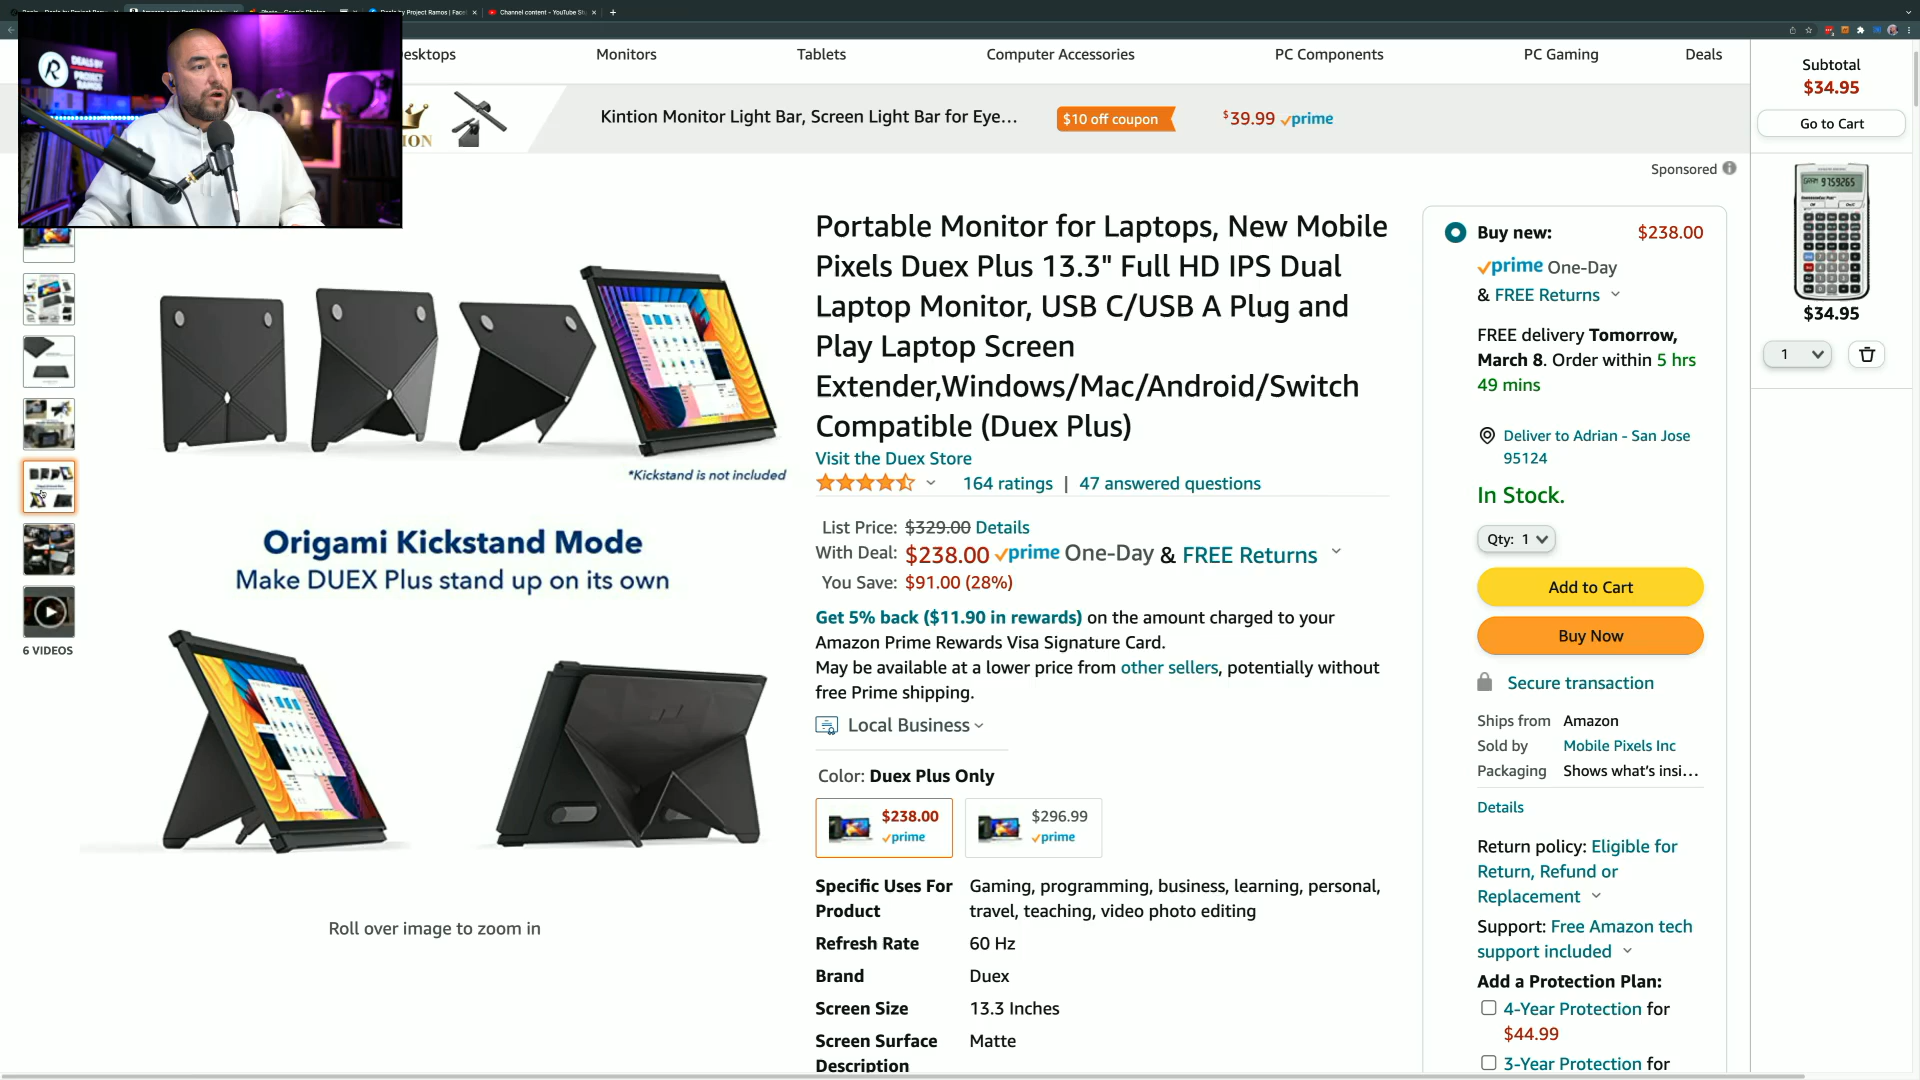 Deals by Project Ramos | Face
Channel content - YouTube St
DEALS BY
PROJECT
RAMOS
esktops
Monitors
Tablets
Computer Accessories
PC Components
PC Gaming
Deals
ION
Kintion Monitor Light Bar, Screen Light Bar for Eye…
$10 off coupon
$39.99 prime
Sponsored
Subtotal
$34.95
Go to Cart
$34.95
1
Portable Monitor for Laptops, New Mobile
Pixels Duex Plus 13.3" Full HD IPS Dual
Laptop Monitor, USB C/USB A Plug and
Play Laptop Screen
Extender,Windows/Mac/Android/Switch
Compatible (Duex Plus)
Visit the Duex Store
164 ratings | 47 answered questions
List Price: $329.00 Details
With Deal: $238.00 prime One-Day & FREE Returns
You Save: $91.00 (28%)
Get 5% back ($11.90 in rewards) on the amount charged to your
Amazon Prime Rewards Visa Signature Card.
May be available at a lower price from other sellers, potentially without
free Prime shipping.
Local Business
Color: Duex Plus Only
$238.00
prime
$296.99
prime
Specific Uses For Product Gaming, programming, business, learning, personal,
travel, teaching, video photo editing
Refresh Rate 60 Hz
Brand Duex
Screen Size 13.3 Inches
Screen Surface Description Matte
*Kickstand is not included
Origami Kickstand Mode
Make DUEX Plus stand up on its own
Roll over image to zoom in
6 VIDEOS
Buy new: $238.00
prime One-Day
& FREE Returns
FREE delivery Tomorrow,
March 8. Order within 5 hrs
49 mins
Deliver to Adrian - San Jose
95124
In Stock.
Qty: 1
Add to Cart
Buy Now
Secure transaction
Ships from Amazon
Sold by Mobile Pixels Inc
Packaging Shows what's insi…
Details
Return policy: Eligible for
Return, Refund or
Replacement
Support: Free Amazon tech
support included
Add a Protection Plan:
4-Year Protection for
$44.99
3-Year Protection for